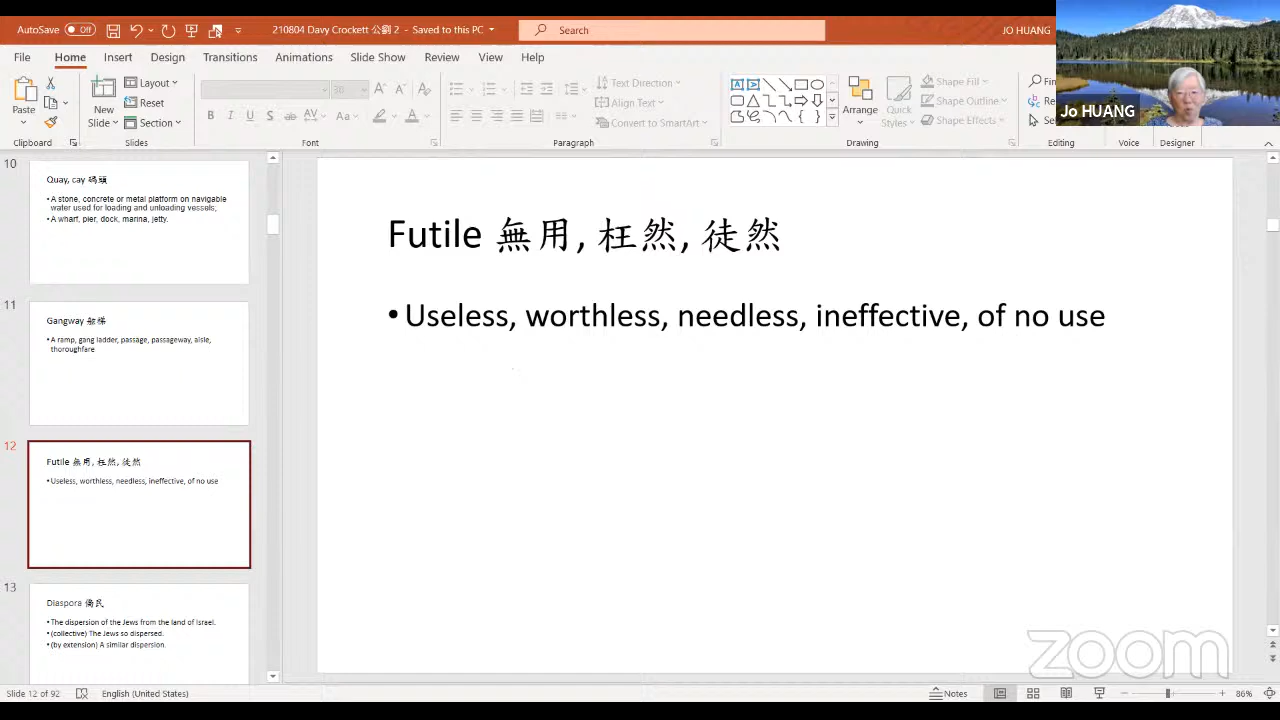 AutoSave Off 210804 Davy Crockett 公劉 2 - Saved to this PC Search JO HUANG
File Home Insert Design Transitions Animations Slide Show Review View Help
Paste
Clipboard
New
Slide
Layout
Reset
Section
Slides
38
Font
Text Direction
Align Text
Convert to SmartArt
Paragraph
Arrange
Quick
Styles
Shape Fill
Shape Outline
Shape Effects
Drawing
Editing
Voice
Designer
Jo HUANG
10
Quay, cay 碼頭
• A stone, concrete or metal platform on navigable
water used for loading and unloading vessels,
• A wharf, pier, dock, marina, jetty.
11
Gangway 舷梯
• A ramp, gang ladder, passage, passageway, aisle,
thoroughfare
12
Futile 無用, 枉然, 徒然
• Useless, worthless, needless, ineffective, of no use
13
Diaspora 僑民
• The dispersion of the Jews from the land of Israel.
• (collective) The Jews so dispersed.
• (by extension) A similar dispersion.
Futile 無用, 枉然, 徒然
• Useless, worthless, needless, ineffective, of no use
zoom
Slide 12 of 92 English (United States) Notes 86%